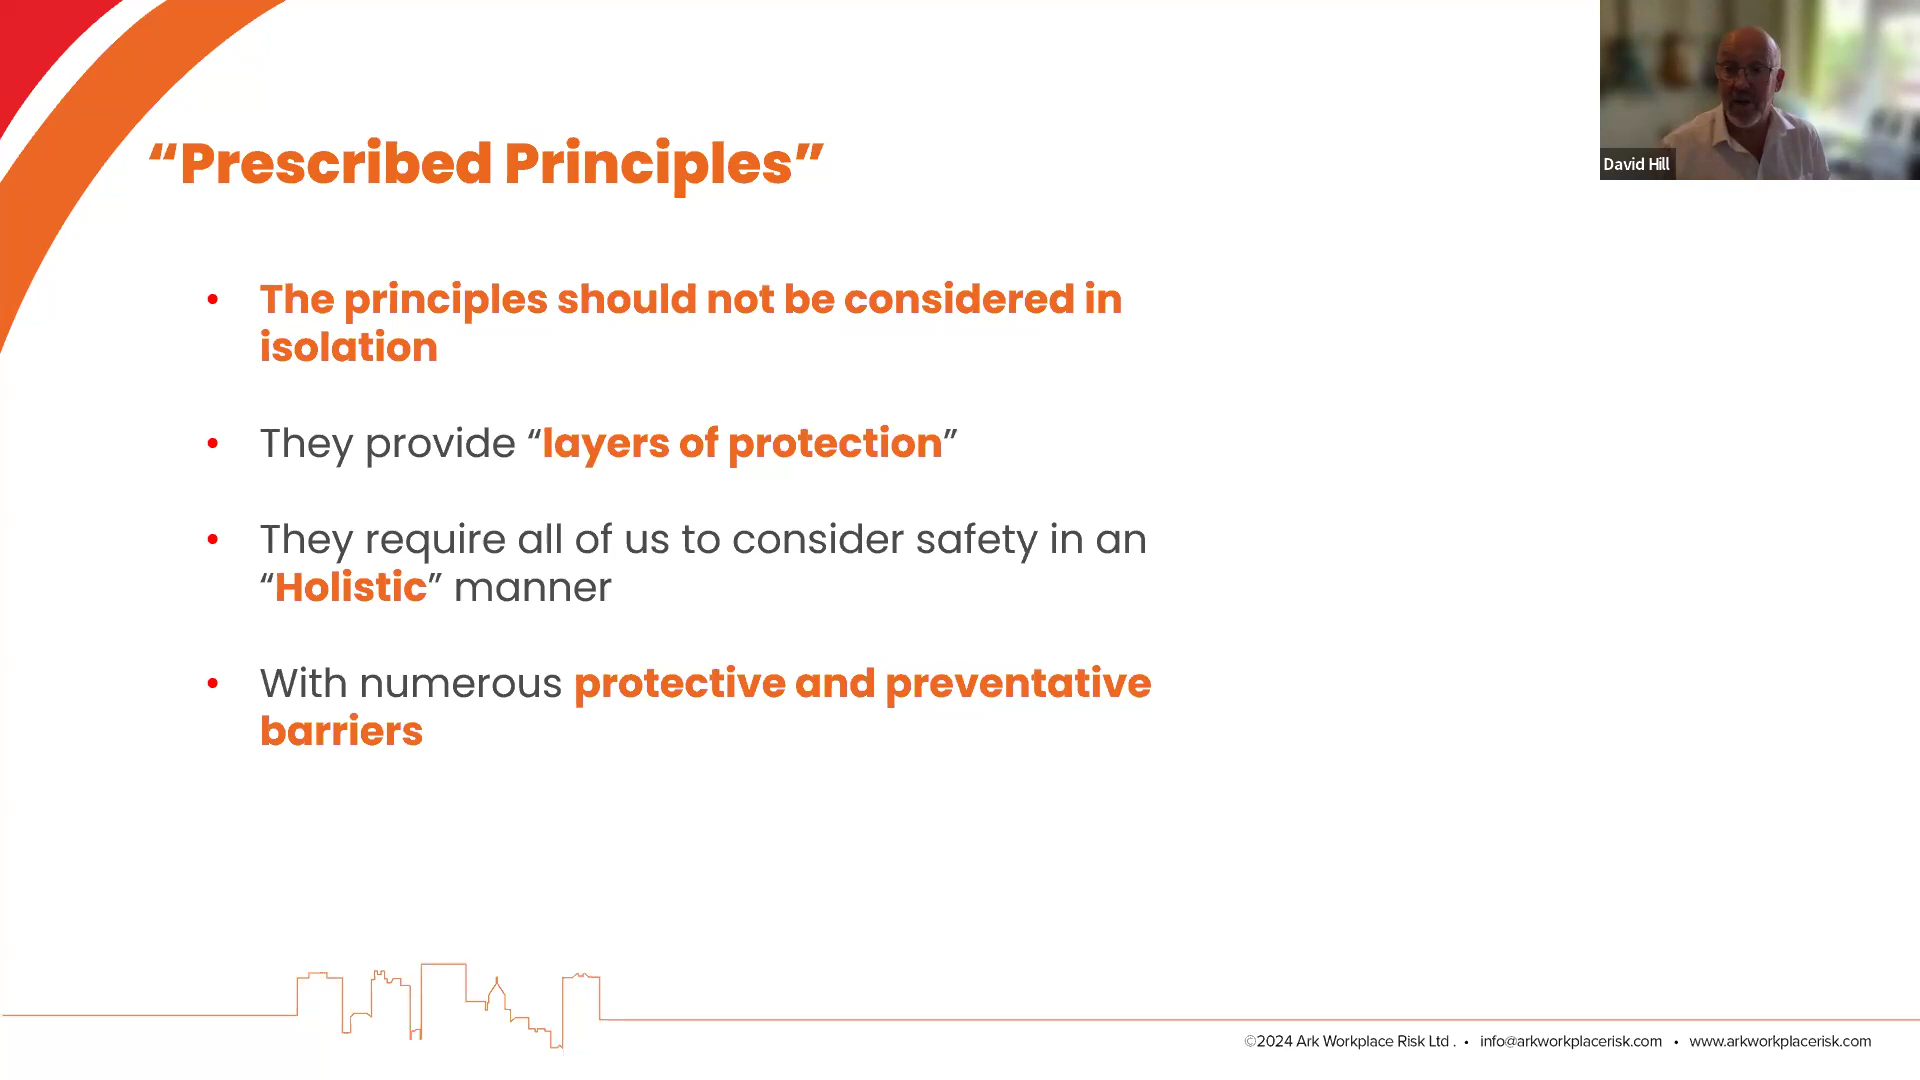 David Hill
“Prescribed Principles”
• The principles should not be considered in
isolation
• They provide “layers of protection”
• They require all of us to consider safety in an
“Holistic” manner
• With numerous protective and preventative
barriers
©2024 Ark Workplace Risk Ltd . • info@arkworkplacerisk.com • www.arkworkplacerisk.com